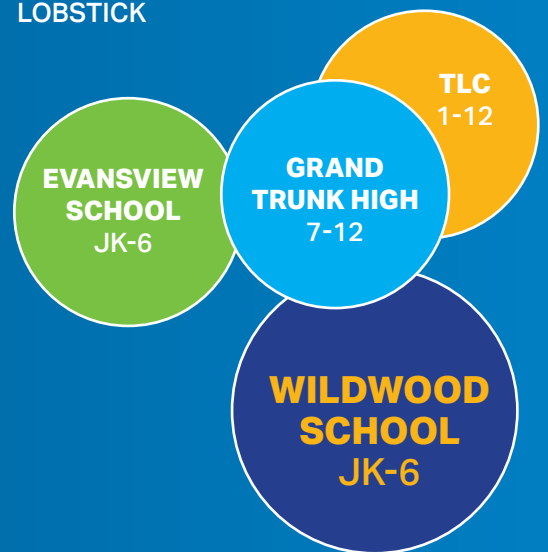 LOBSTICK
TLC
1-12
EVANSVIEW
SCHOOL
JK-6
GRAND
TRUNK HIGH
7-12
WILDWOOD
SCHOOL
JK-6